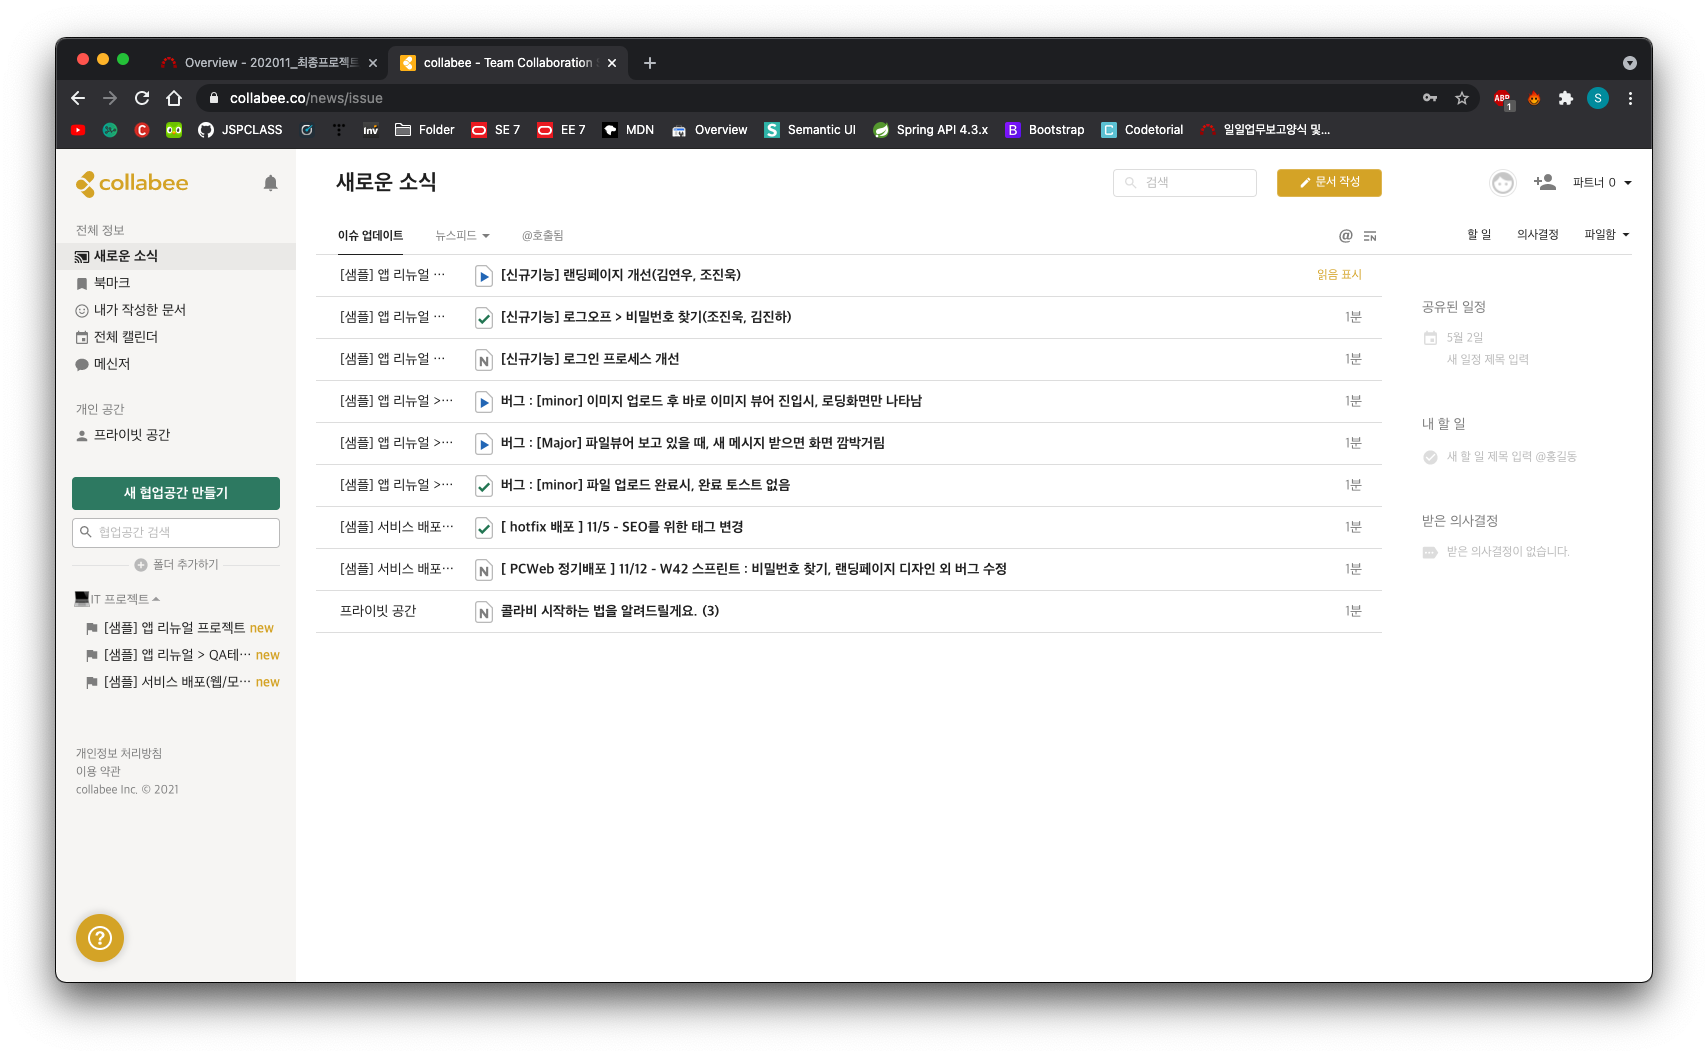 Overview - 202011_최종프로젝트
collabee - Team Collaboration
collabee.co/news/issue
ABP
1
S
JSPCLASS
inv
Folder
SE 7
EE 7
MDN
Overview
Semantic UI
Spring API 4.3.x
Bootstrap
Codetorial
일일업무보고양식 및...
collabee
새로운 소식
검색
문서 작성
파트너 0
전체 정보
새로운 소식
북마크
내가 작성한 문서
전체 캘린더
메신저
개인 공간
프라이빗 공간
새 협업공간 만들기
협업공간 검색
폴더 추가하기
IT 프로젝트
[샘플] 앱 리뉴얼 프로젝트 new
[샘플] 앱 리뉴얼 > QA테··· new
[샘플] 서비스 배포(웹/모··· new
개인정보 처리방침
이용 약관
collabee Inc. © 2021
이슈 업데이트
뉴스피드
@호출됨
@
할 일
의사결정
파일함
[샘플] 앱 리뉴얼 ··· [신규기능] 랜딩페이지 개선(김연우, 조진욱) 읽음 표시
[샘플] 앱 리뉴얼 ··· [신규기능] 로그오프 > 비밀번호 찾기(조진욱, 김진하) 1분
[샘플] 앱 리뉴얼 ··· N [신규기능] 로그인 프로세스 개선 1분
[샘플] 앱 리뉴얼 >··· 버그 : [minor] 이미지 업로드 후 바로 이미지 뷰어 진입시, 로딩화면만 나타남 1분
[샘플] 앱 리뉴얼 >··· 버그 : [Major] 파일뷰어 보고 있을 때, 새 메시지 받으면 화면 깜박거림 1분
[샘플] 앱 리뉴얼 >··· 버그 : [minor] 파일 업로드 완료시, 완료 토스트 없음 1분
[샘플] 서비스 배포··· [ hotfix 배포 ] 11/5 - SEO를 위한 태그 변경 1분
[샘플] 서비스 배포··· N [ PCWeb 정기배포 ] 11/12 - W42 스프린트 : 비밀번호 찾기, 랜딩페이지 디자인 외 버그 수정 1분
프라이빗 공간 N 콜라비 시작하는 법을 알려드릴게요. (3) 1분
공유된 일정
5월 2일
새 일정 제목 입력
내 할 일
새 할 일 제목 입력 @홍길동
받은 의사결정
받은 의사결정이 없습니다.